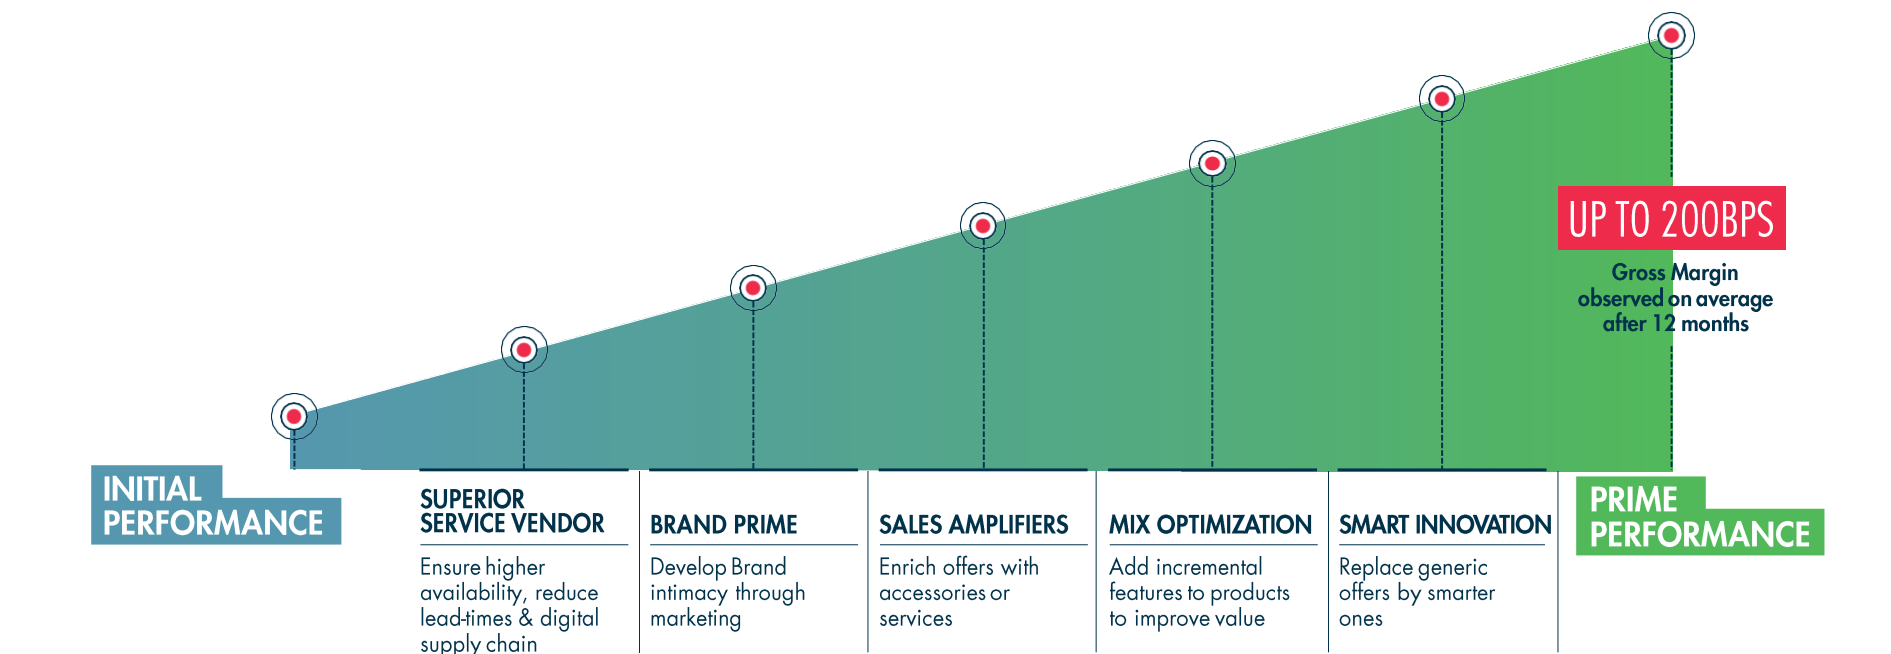 UP TO 200BPS
Gross Margin
observed on average
after 12 months
INITIAL
PERFORMANCE
SUPERIOR
SERVICE VENDOR
Ensure higher
availability, reduce
lead-times & digital
supply chain
BRAND PRIME
Develop Brand
intimacy through
marketing
SALES AMPLIFIERS
Enrich offers with
accessories or
services
MIX OPTIMIZATION
Add incremental
features to products
to improve value
SMART INNOVATION
Replace generic
offers by smarter
ones
PRIME
PERFORMANCE